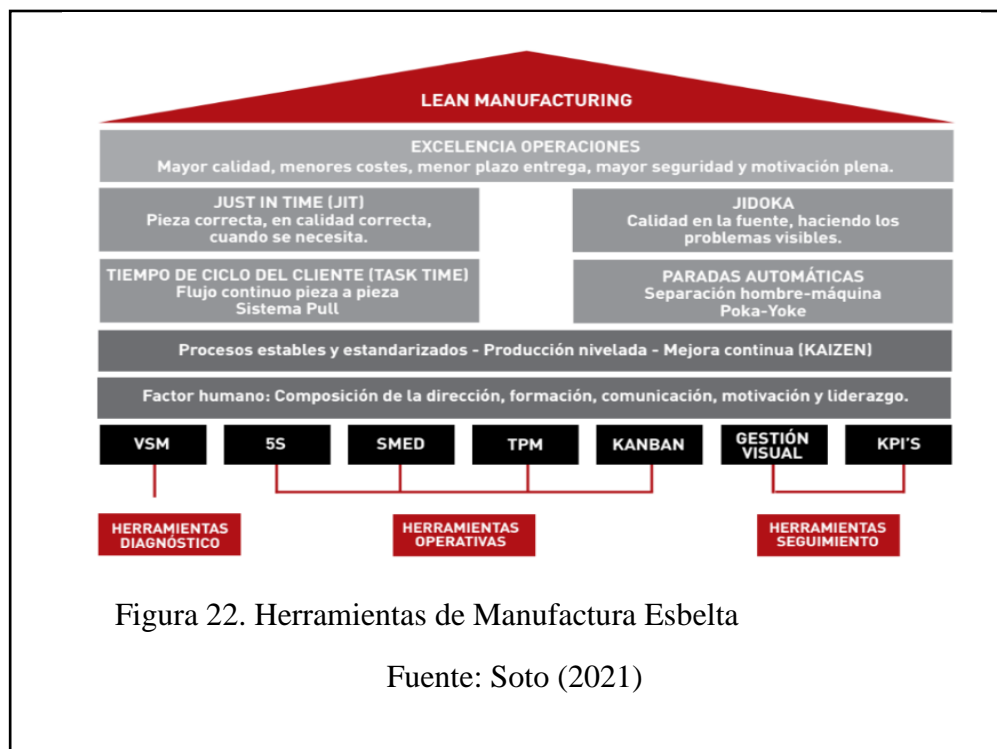 LEAN MANUFACTURING
EXCELENCIA OPERACIONES
Mayor calidad, menores costes, menor plazo entrega, mayor seguridad y motivación plena.
JUST IN TIME (JIT)
Pieza correcta, en calidad correcta,
cuando se necesita.
JIDOKA
Calidad en la fuente, haciendo los
problemas visibles.
TIEMPO DE CICLO DEL CLIENTE (TASK TIME)
Flujo continuo pieza a pieza
Sistema Pull
PARADAS AUTOMÁTICAS
Separación hombre-máquina
Poka-Yoke
Procesos estables y estandarizados - Producción nivelada - Mejora continua (KAIZEN)
Factor humano: Composición de la dirección, formación, comunicación, motivación y liderazgo.
VSM
5S
SMED
TPM
KANBAN
GESTIÓN
VISUAL
KPI'S
HERRAMIENTAS
DIAGNÓSTICO
HERRAMIENTAS
OPERATIVAS
HERRAMIENTAS
SEGUIMIENTO
Figura 22. Herramientas de Manufactura Esbelta
Fuente: Soto (2021)